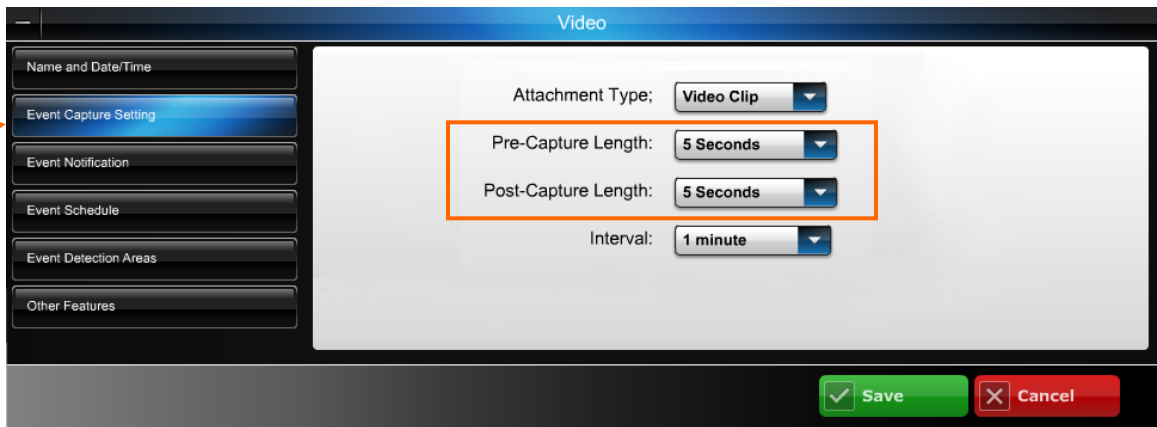 Video
Name and Date/Time
Event Capture Setting
Event Notification
Event Schedule
Event Detection Areas
Other Features
Attachment Type; Video Clip
Pre-Capture Length: 5 Seconds
Post-Capture Length: 5 Seconds
Interval: 1 minute
Save Cancel